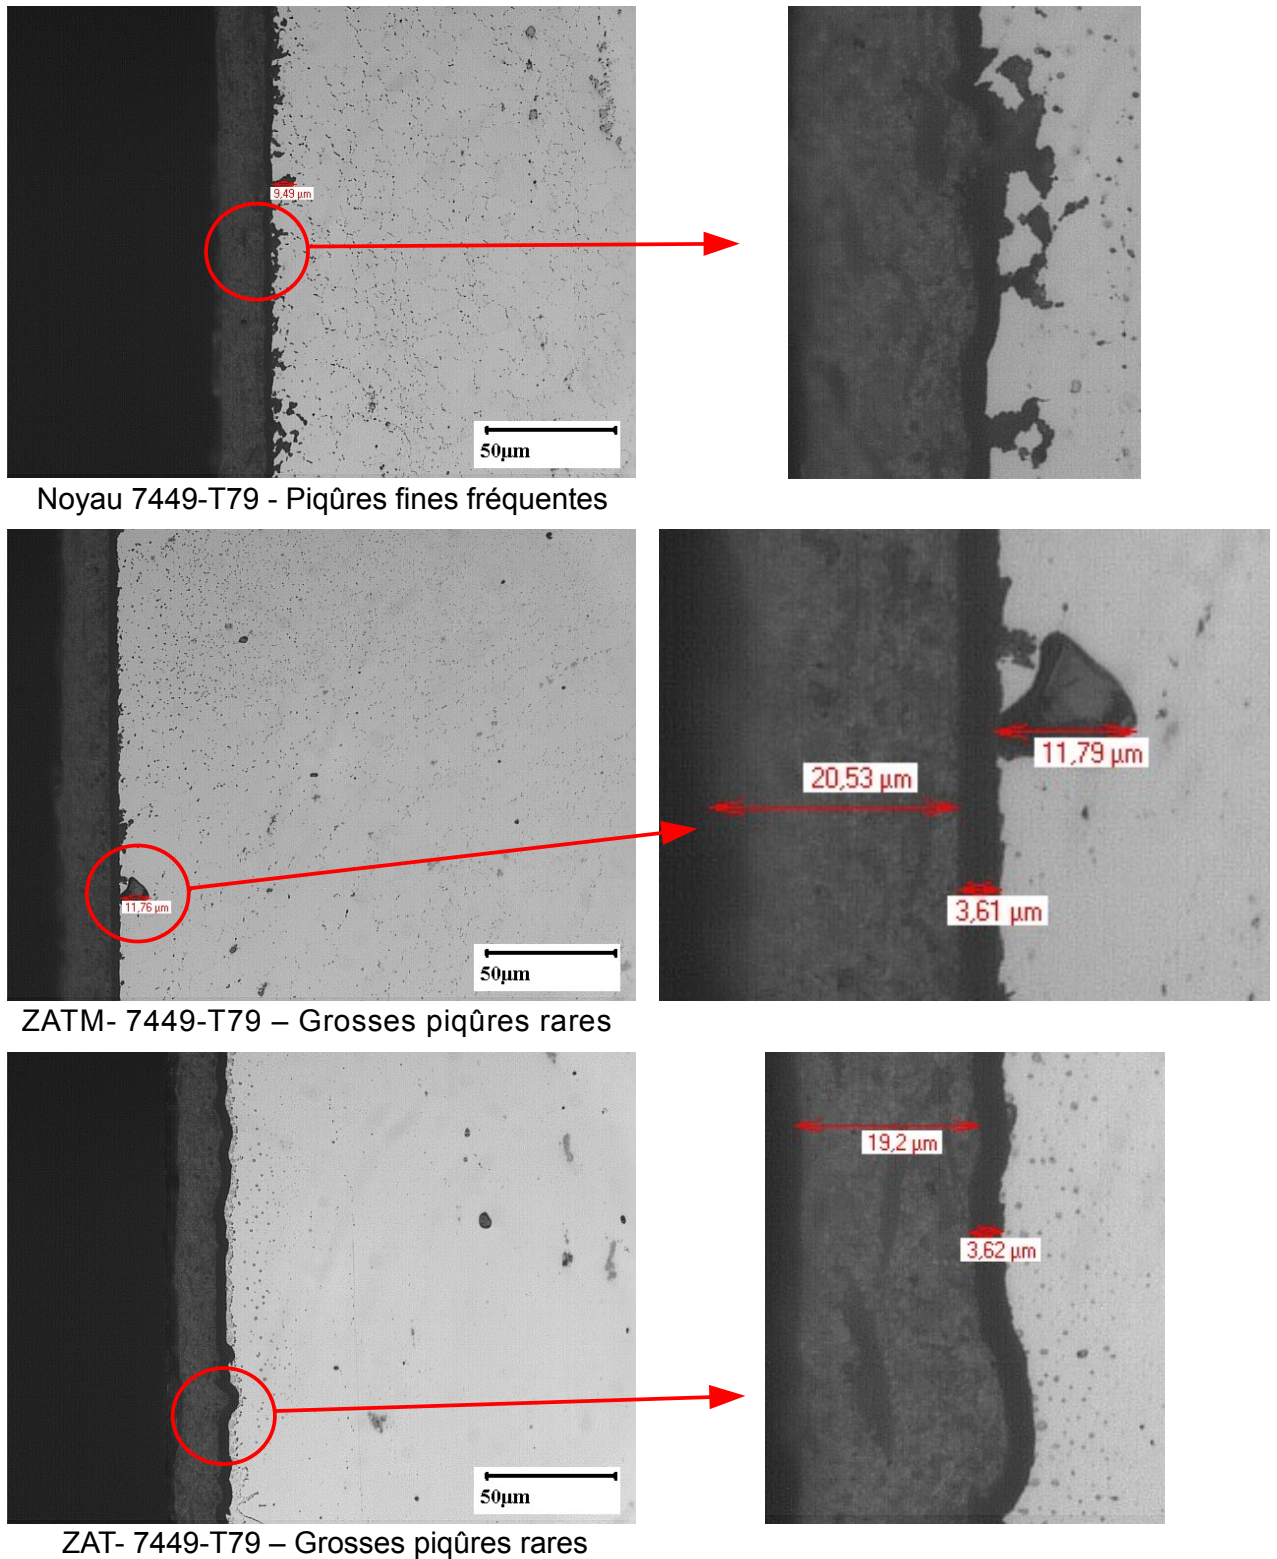 9,49 µm
50µm
Noyau 7449-T79 - Piqûres fines fréquentes
11,79 µm
20,53 µm
3,61 µm
11,76 µm
50µm
ZATM- 7449-T79 – Grosses piqûres rares
19,2 µm
3,62 µm
50µm
ZAT- 7449-T79 – Grosses piqûres rares